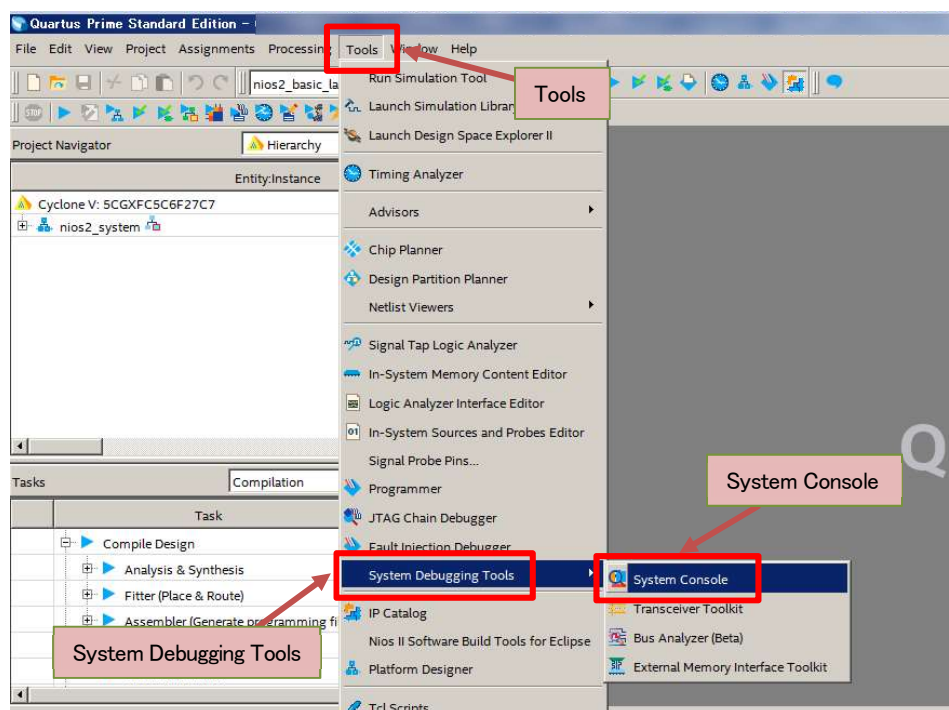 Quartus Prime Standard Edition -
File Edit View Project Assignments Processing Tools Window Help
nios2_basic_la
Project Navigator
Hierarchy
Entity:Instance
Cyclone V: 5CGXFC5C6F27C7
nios2_system
Tasks
Compilation
Task
Compile Design
Analysis & Synthesis
Fitter (Place & Route)
Assembler (Generate programming fi
System Debugging Tools
Run Simulation Tool
Launch Simulation Library
Launch Design Space Explorer II
Timing Analyzer
Advisors
Chip Planner
Design Partition Planner
Netlist Viewers
Signal Tap Logic Analyzer
In-System Memory Content Editor
Logic Analyzer Interface Editor
In-System Sources and Probes Editor
Signal Probe Pins...
Programmer
JTAG Chain Debugger
Fault Injection Debugger
System Debugging Tools
IP Catalog
Nios II Software Build Tools for Eclipse
Platform Designer
Tcl Scripts
Tools
System Console
System Console
Transceiver Toolkit
Bus Analyzer (Beta)
External Memory Interface Toolkit
Q